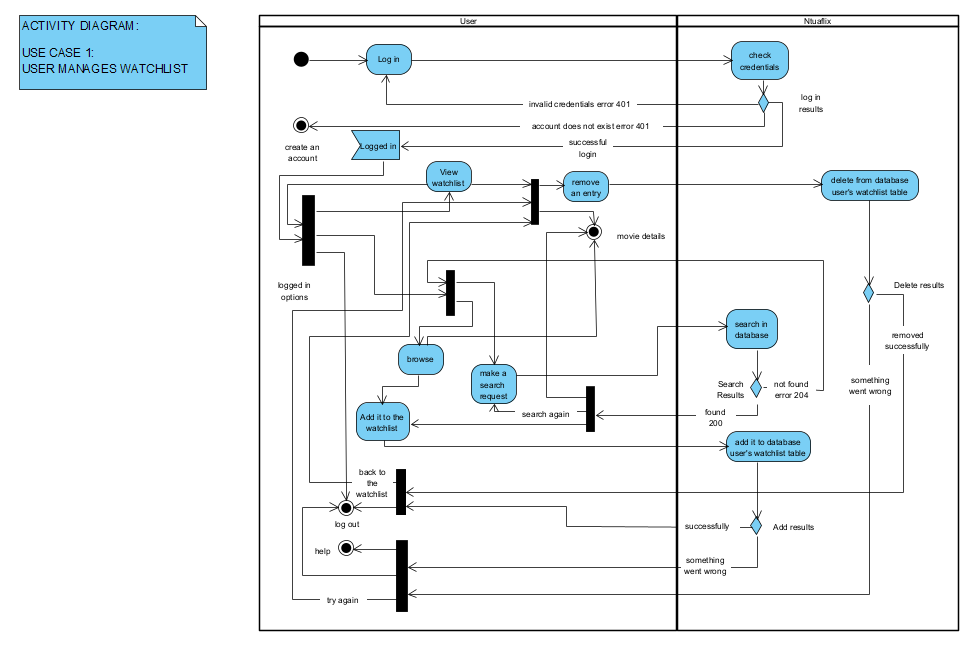 ACTIVITY DIAGRAM:
USE CASE 1:
USER MANAGES WATCHLIST
User
Ntuaflix
Log in
check
credentials
log in
results
invalid credentials error 401
account does not exist error 401
create an
account
Logged in
successful
login
View
watchlist
remove
an entry
delete from database
user's watchlist table
movie details
logged in
options
Delete results
removed
successfully
search in
database
browse
make a
search
request
Search
Results
not found
error 204
something
went wrong
Add it to the
watchlist
search again
found
200
add it to database
user's watchlist table
back to
the
watchlist
log out
successfully
Add results
help
something
went wrong
try again